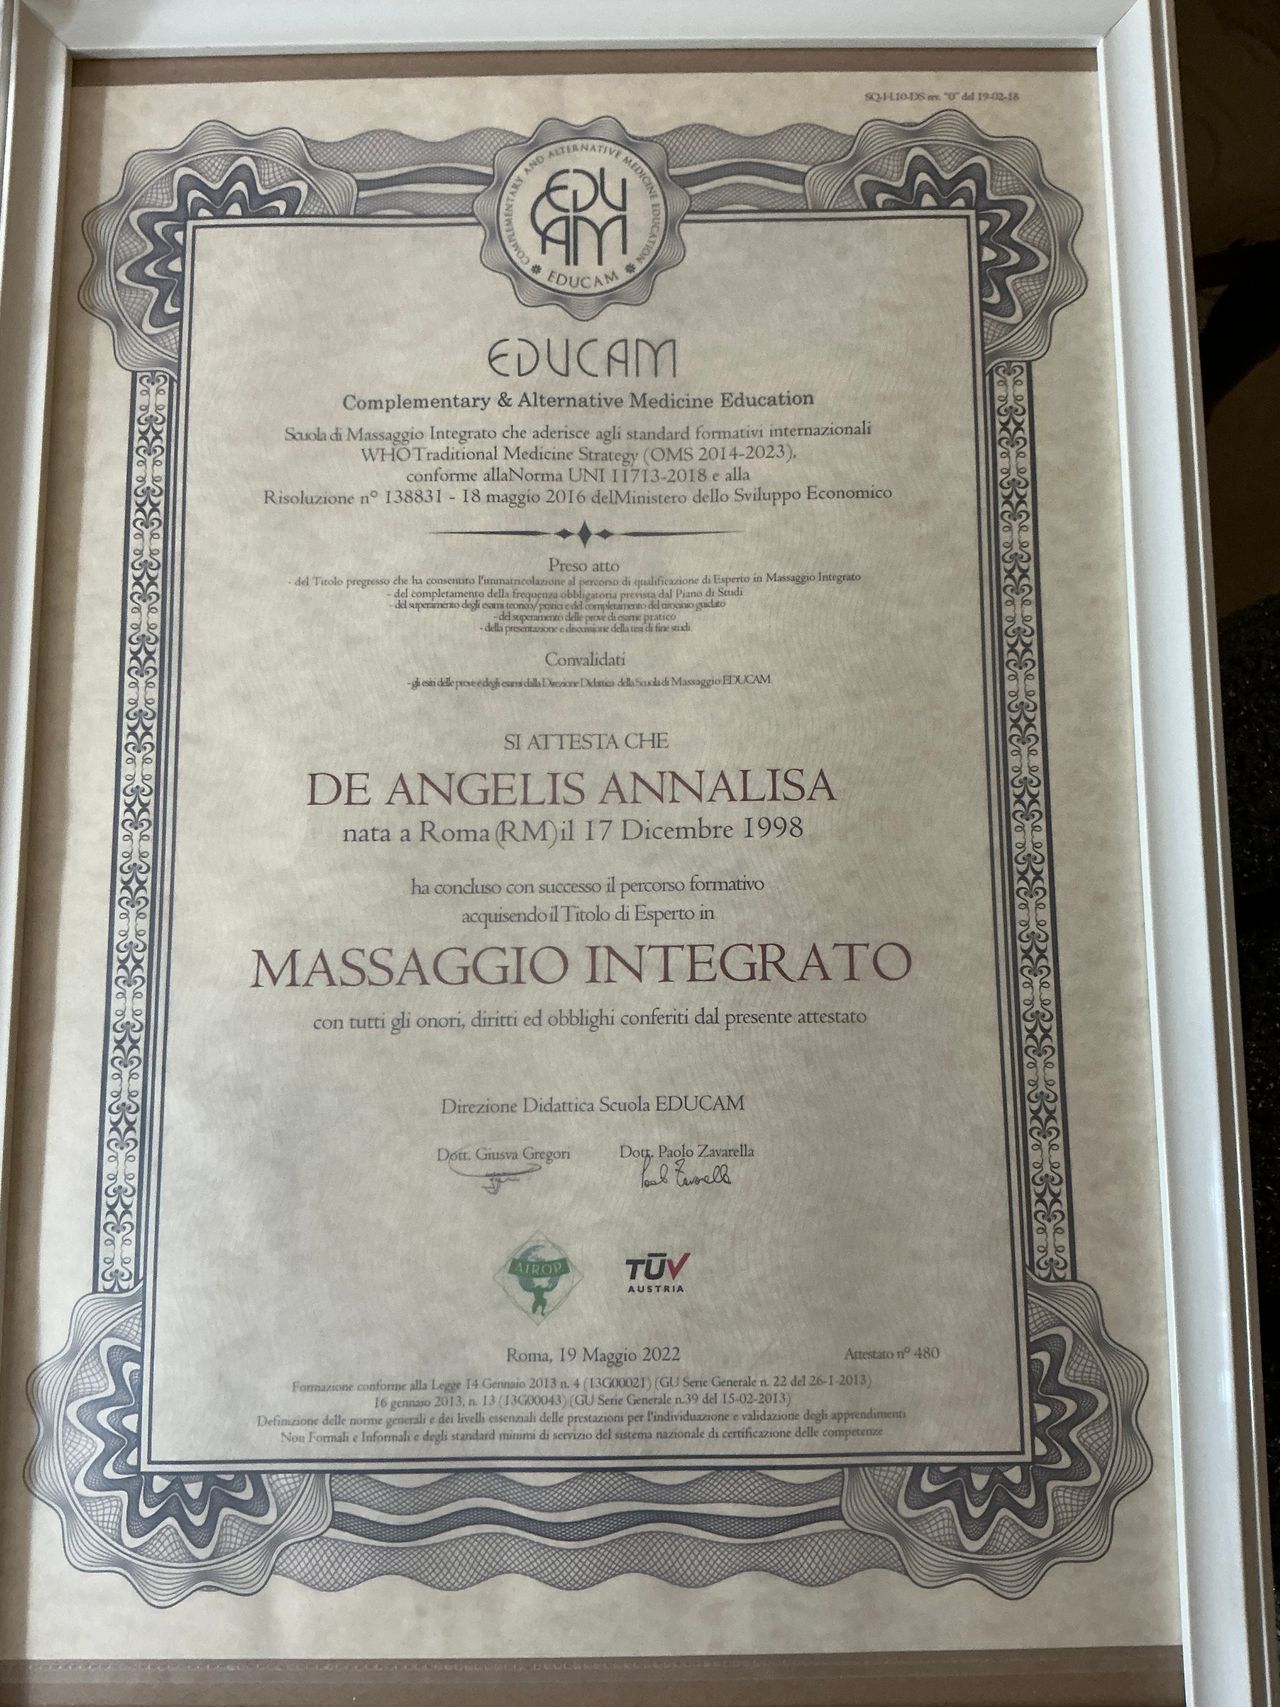 SQ-H.10-DS rev. "0" del 19-02-18
COMPLEMENTARY AND ALTERNATIVE MEDICINE EDUCATION
EDU
CAM
EDUCAM
EDUCAM
Complementary & Alternative Medicine Education
Scuola di Massaggio Integrato che aderisce agli standard formativi internazionali
WHO Traditional Medicine Strategy (OMS 2014-2023),
conforme alla Norma UNI 11713-2018 e alla
Risoluzione n° 138831 - 18 maggio 2016 del Ministero dello Sviluppo Economico
Preso atto
- del Titolo pregresso che ha consentito l'immatricolazione al percorso di qualificazione di Esperto in Massaggio Integrato
- del completamento della frequenza obbligatoria prevista dal Piano di Studi
- del superamento degli esami teorico/pratici e del completamento del tirocinio guidato
- del superamento delle prove di esame pratico
- della presentazione e discussione della tesi di fine studi
Convalidati
- gli esiti delle prove e degli esami dalla Direzione Didattica della Scuola di Massaggio EDUCAM
SI ATTESTA CHE
DE ANGELIS ANNALISA
nata a Roma (RM) il 17 Dicembre 1998
ha concluso con successo il percorso formativo
acquisendo il Titolo di Esperto in
MASSAGGIO INTEGRATO
con tutti gli onori, diritti ed obblighi conferiti dal presente attestato
Direzione Didattica Scuola EDUCAM
Dott. Giusva Gregori Dott. Paolo Zavarella
Paolo Zavarella
AIROP TÜV
AUSTRIA
Roma, 19 Maggio 2022 Attestato n° 480
Formazione conforme alla Legge 14 Gennaio 2013 n. 4 (13G00021) (GU Serie Generale n. 22 del 26-1-2013)
16 gennaio 2013, n. 13 (13G00043) (GU Serie Generale n.39 del 15-02-2013)
Definizione delle norme generali e dei livelli essenziali delle prestazioni per l'individuazione e validazione degli apprendimenti
Non Formali e Informali e degli standard minimi di servizio del sistema nazionale di certificazione delle competenze